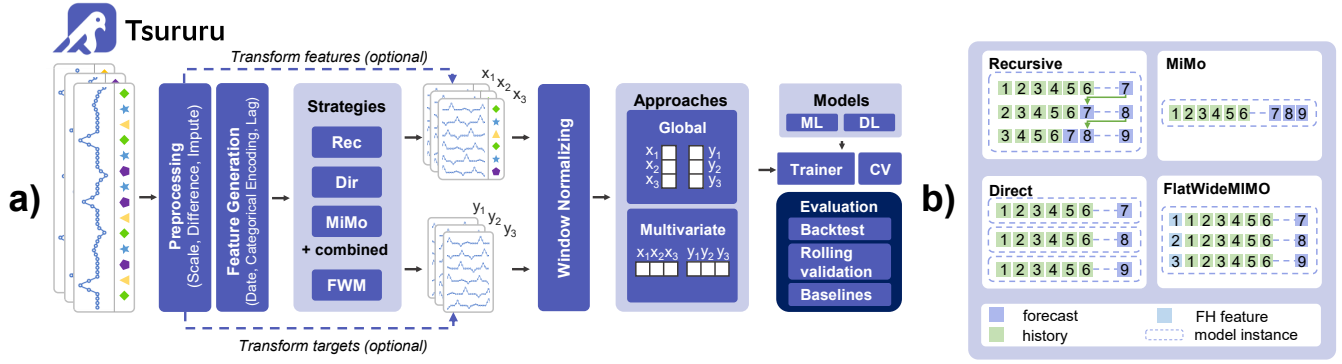 Tsururu
a)
Transform features (optional)
x1
x2
x3
Preprocessing
(Scale, Difference, Impute)
Feature Generation
(Date, Categorical Encoding, Lag)
Strategies
Rec
Dir
MiMo
+ combined
FWM
y1
y2
y3
Transform targets (optional)
Window Normalizing
Approaches
Global
x1 y1
x2 y2
x3 y3
Multivariate
x1x2x3 y1y2y3
Models
ML DL
Trainer CV
Evaluation
Backtest
Rolling
validation
Baselines
b)
Recursive
1 2 3 4 5 6 7
2 3 4 5 6 7 8
3 4 5 6 7 8 9
MiMo
1 2 3 4 5 6 7 8 9
Direct
1 2 3 4 5 6 7
1 2 3 4 5 6 8
1 2 3 4 5 6 9
FlatWideMIMO
1 1 2 3 4 5 6 7
2 1 2 3 4 5 6 8
3 1 2 3 4 5 6 9
forecast FH feature
history model instance